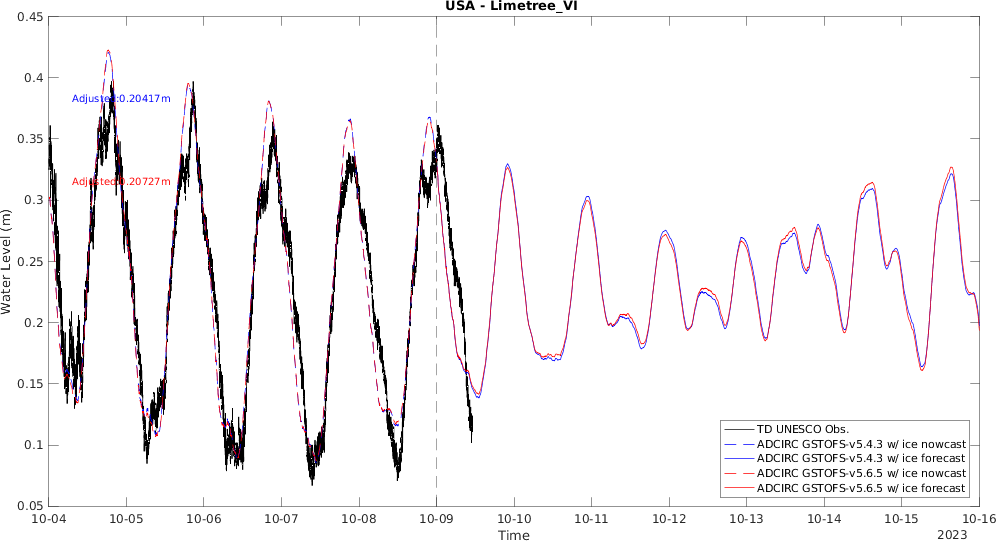 USA - Limetree_VI
0.45
0.4
0.35
0.3
0.25
0.2
0.15
0.1
0.05
Water Level (m)
Adjusted:0.20417m
Adjusted:0.20727m
TD UNESCO Obs.
ADCIRC GSTOFS-v5.4.3 w/ ice nowcast
ADCIRC GSTOFS-v5.4.3 w/ ice forecast
ADCIRC GSTOFS-v5.6.5 w/ ice nowcast
ADCIRC GSTOFS-v5.6.5 w/ ice forecast
10-04 10-05 10-06 10-07 10-08 10-09 10-10 10-11 10-12 10-13 10-14 10-15 10-16
Time
2023